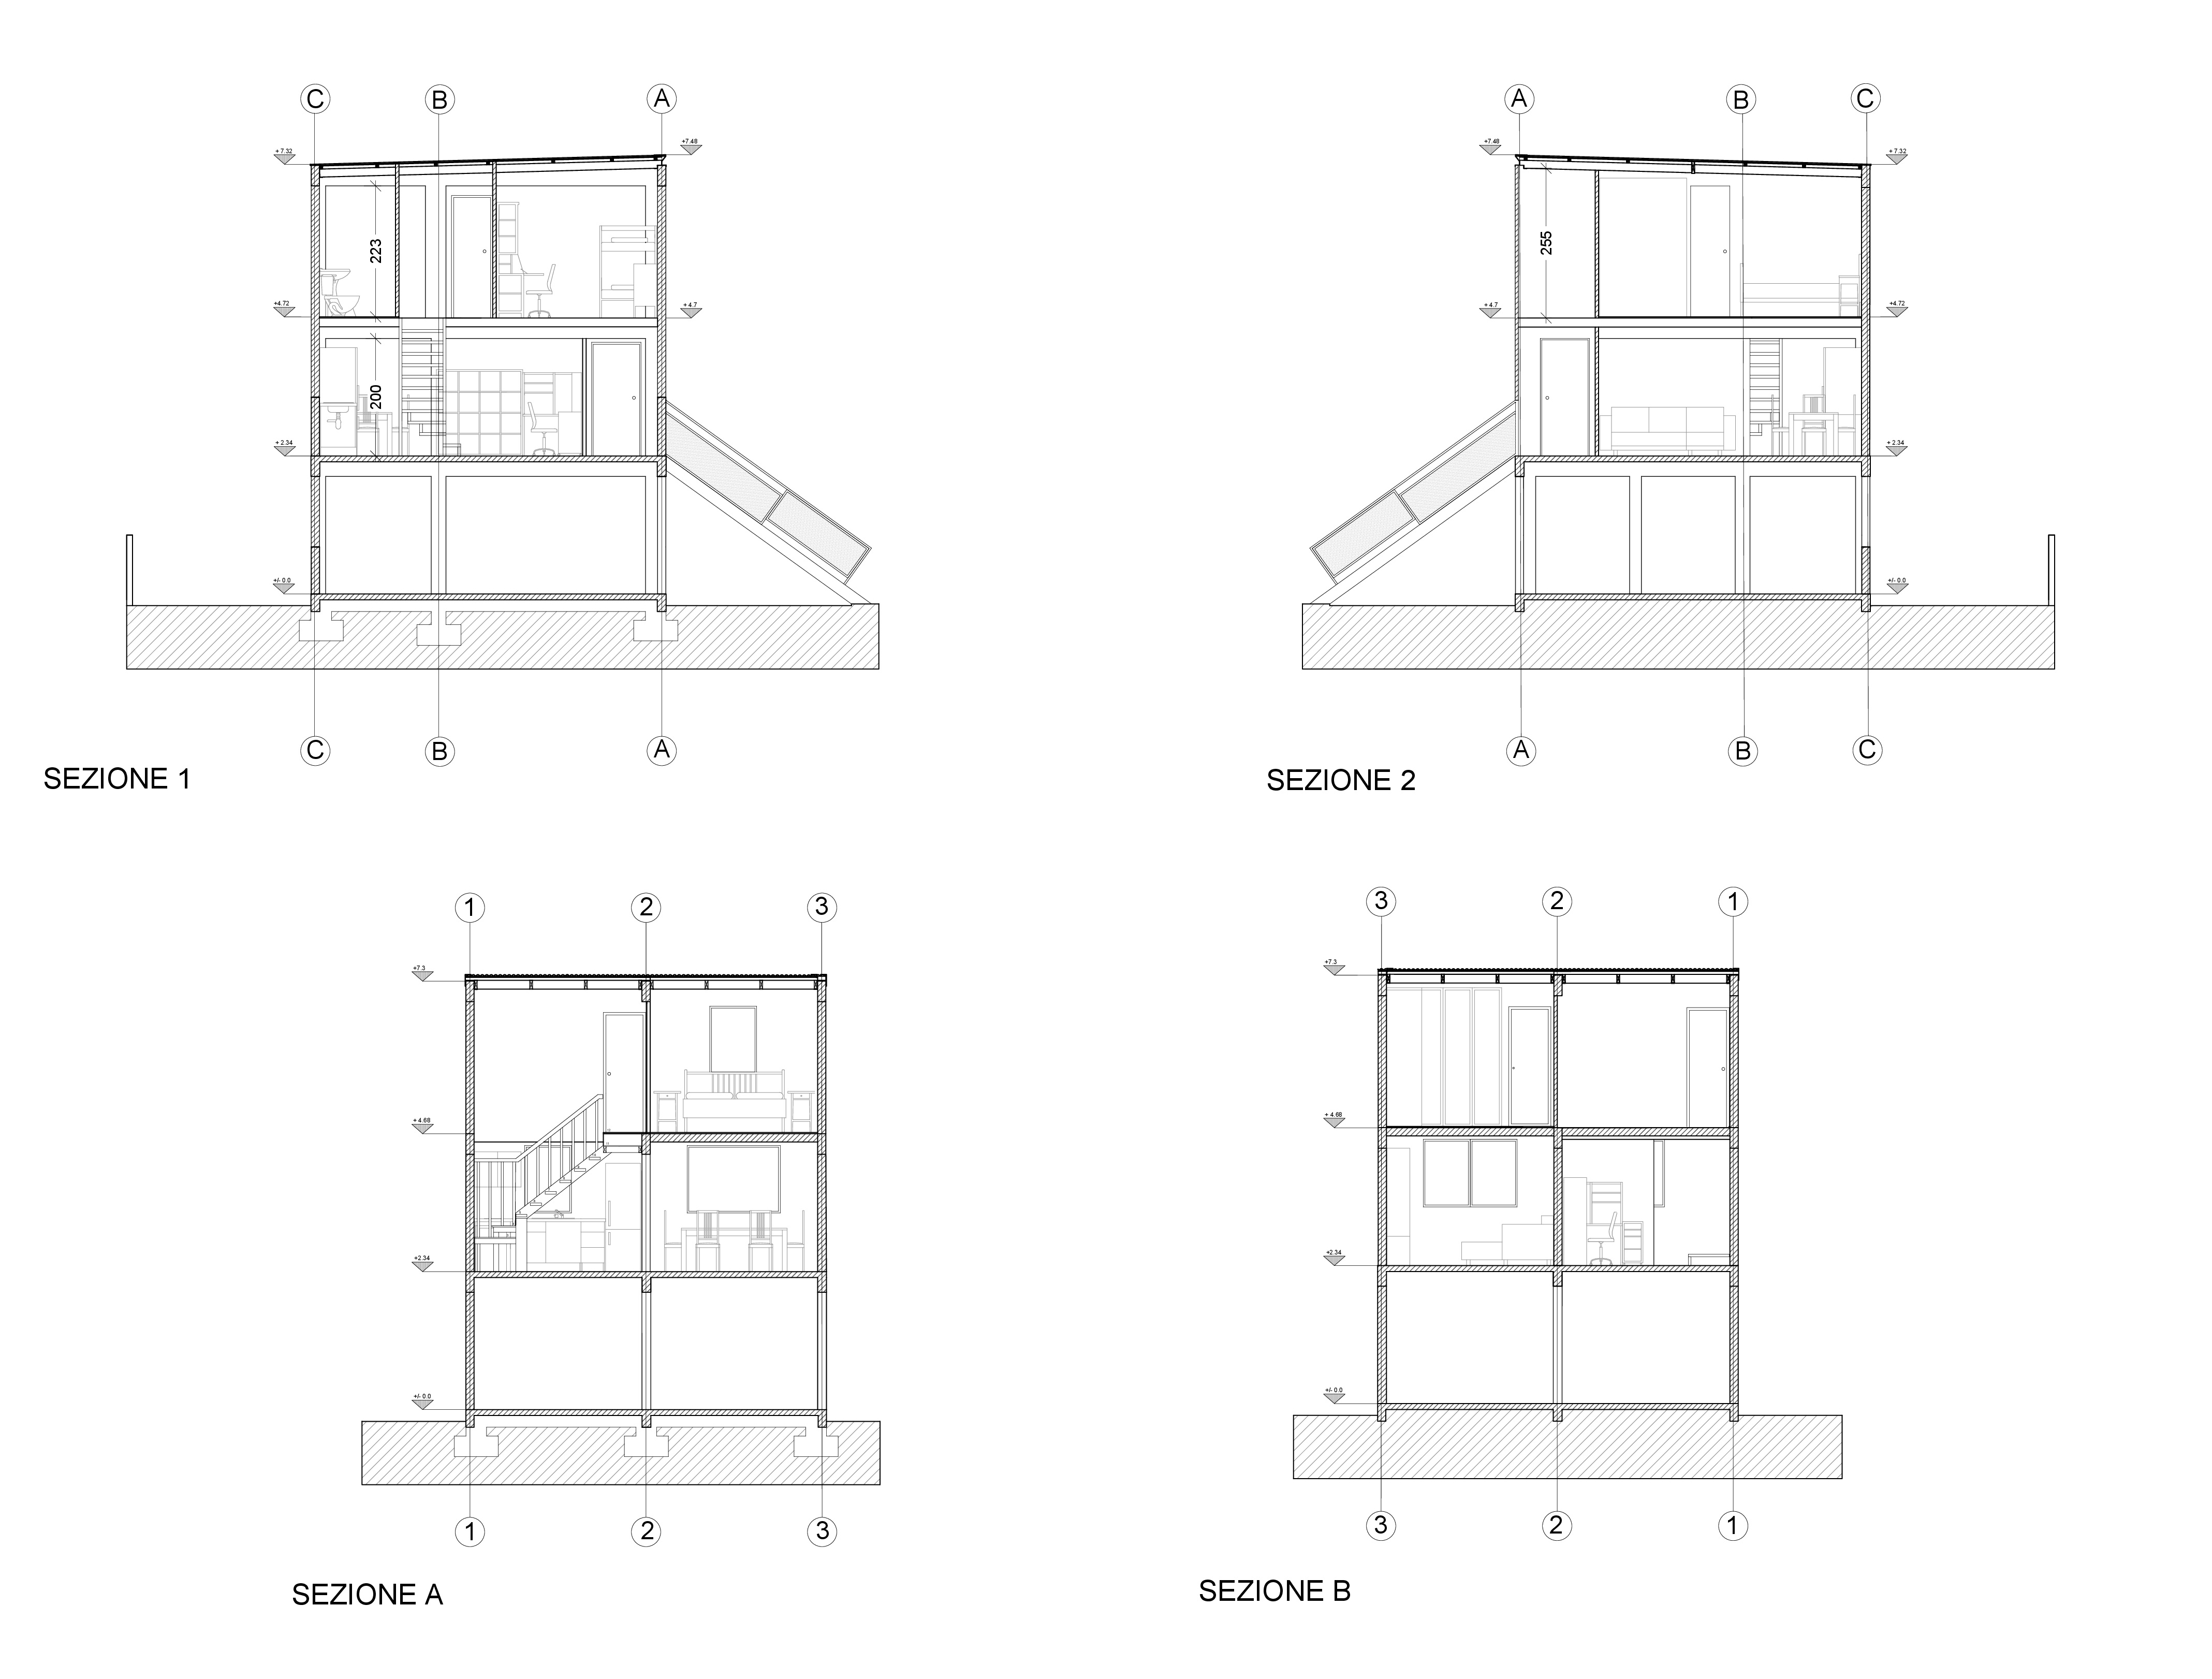 C B A
+ 7.32 +7.48
223
+4.72 + 4.7
200
+ 2.34
+/- 0.0
C B A
SEZIONE 1
A B C
+7.48 + 7.32
255
+ 4.7 +4.72
+ 2.34
+/- 0.0
A B C
SEZIONE 2
1 2 3
+7.3
+ 4.68
+2.34
+/- 0.0
1 2 3
SEZIONE A
3 2 1
+7.3
+ 4.68
+2.34
+/- 0.0
3 2 1
SEZIONE B